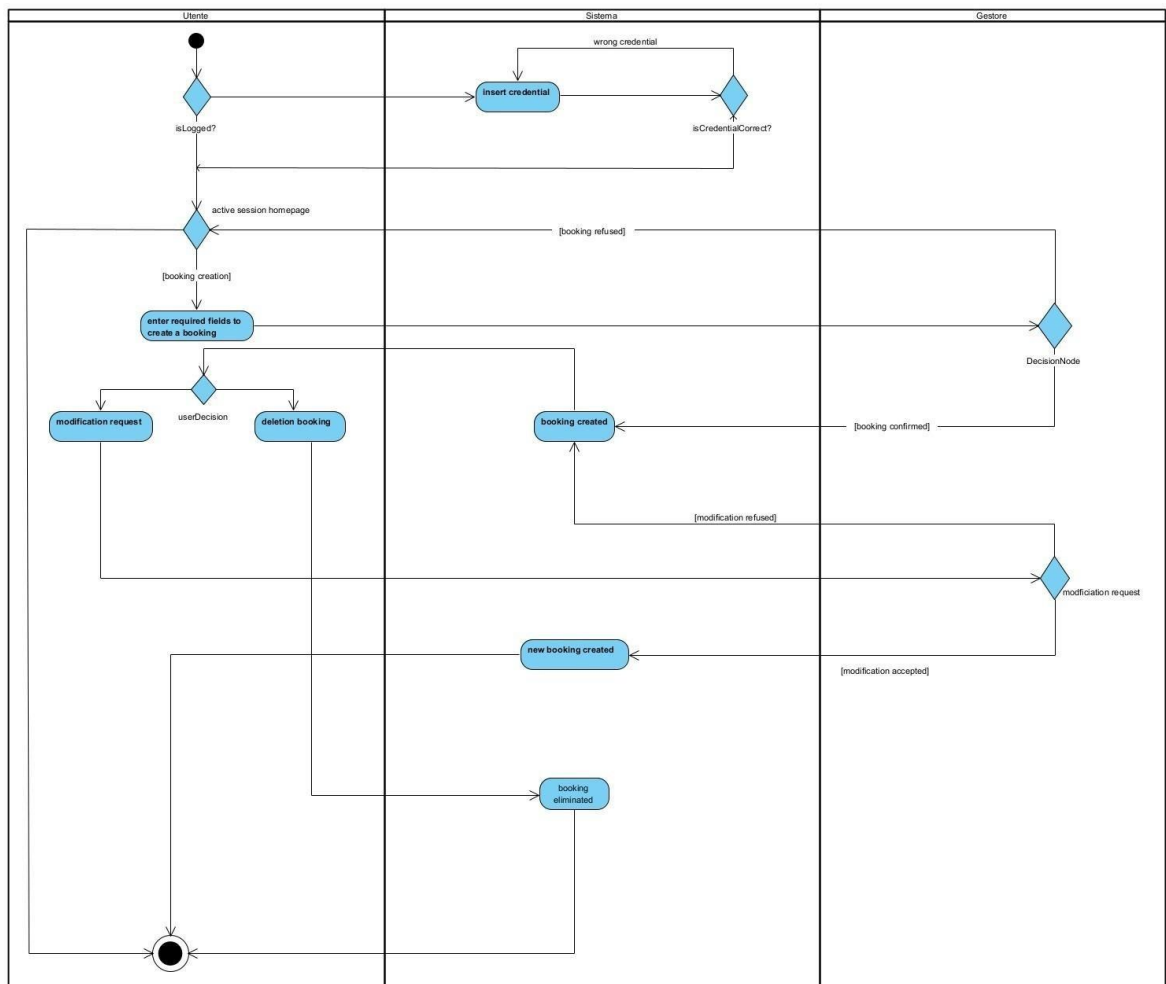 Utente
Sistema
Gestore
wrong credential
insert credential
isLogged?
isCredentialCorrect?
active session homepage
[booking refused]
[booking creation]
enter required fields to
create a booking
DecisionNode
userDecision
modification request
deletion booking
booking created
[booking confirmed]
[modification refused]
modficiation request
new booking created
[modification accepted]
booking
eliminated